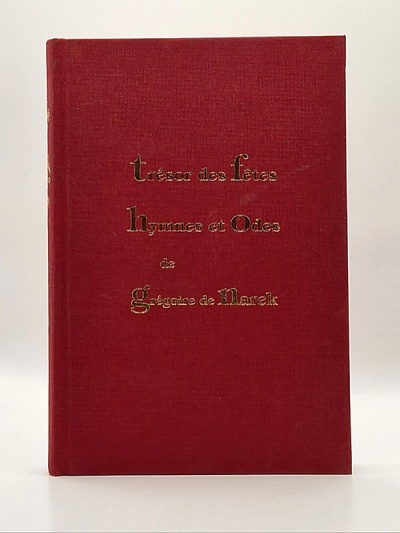 trésor des fêtes
hymnes et Odes
de
grégoire de Narek